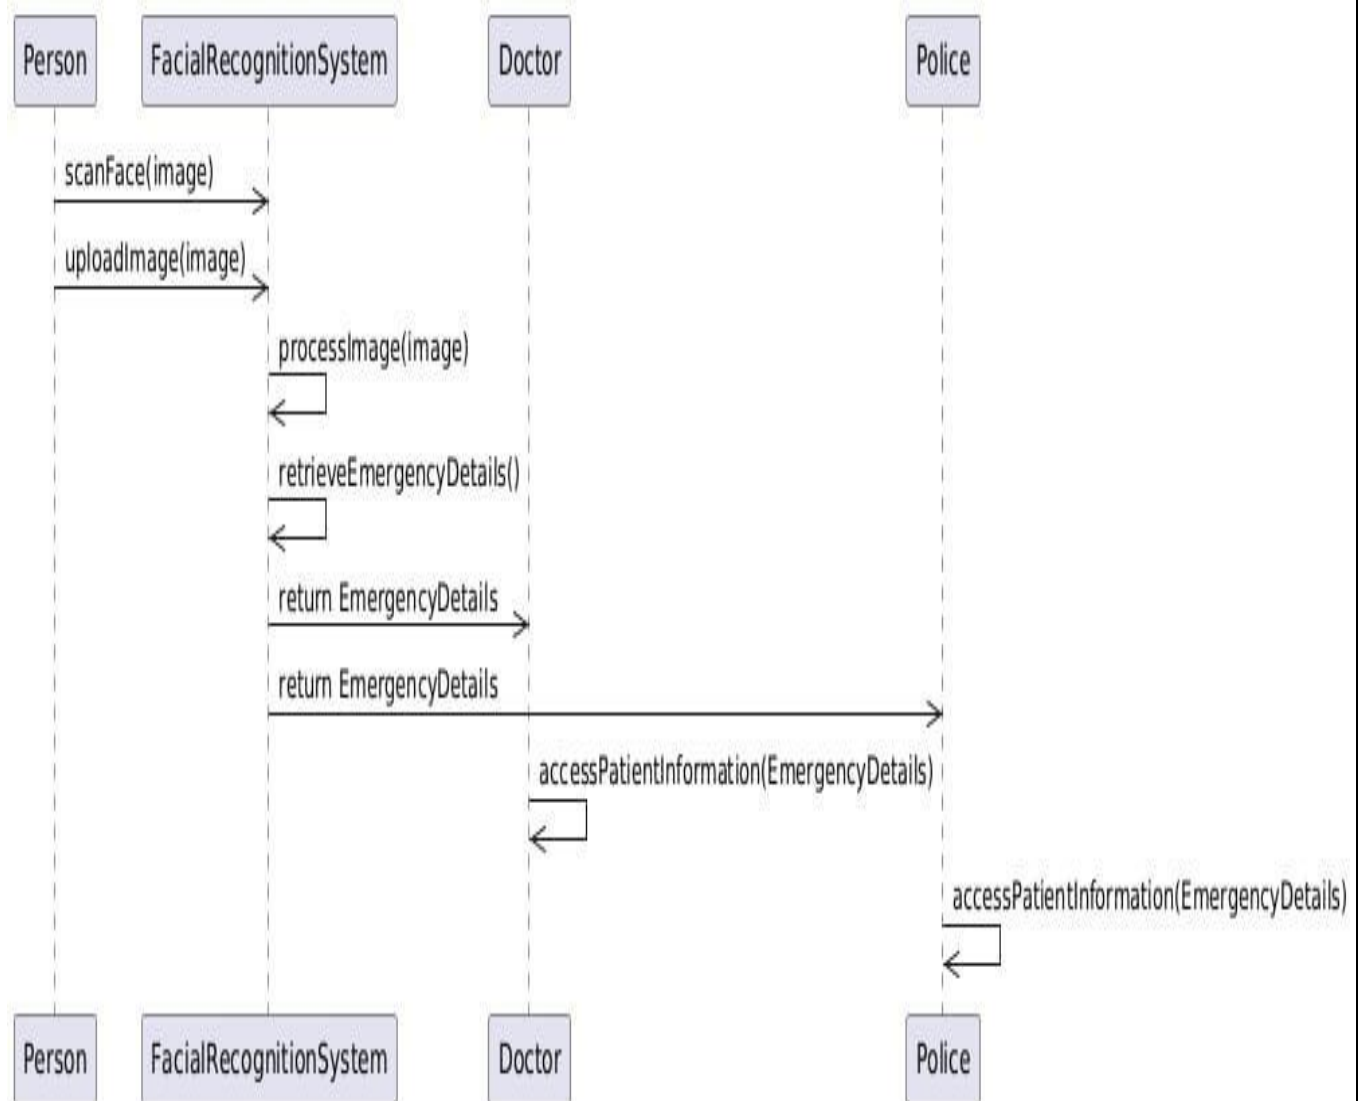 Person FacialRecognitionSystem Doctor Police
scanFace(image)
uploadImage(image)
processImage(image)
retrieveEmergencyDetails()
return EmergencyDetails
return EmergencyDetails
accessPatientInformation(EmergencyDetails)
accessPatientInformation(EmergencyDetails)
Person FacialRecognitionSystem Doctor Police